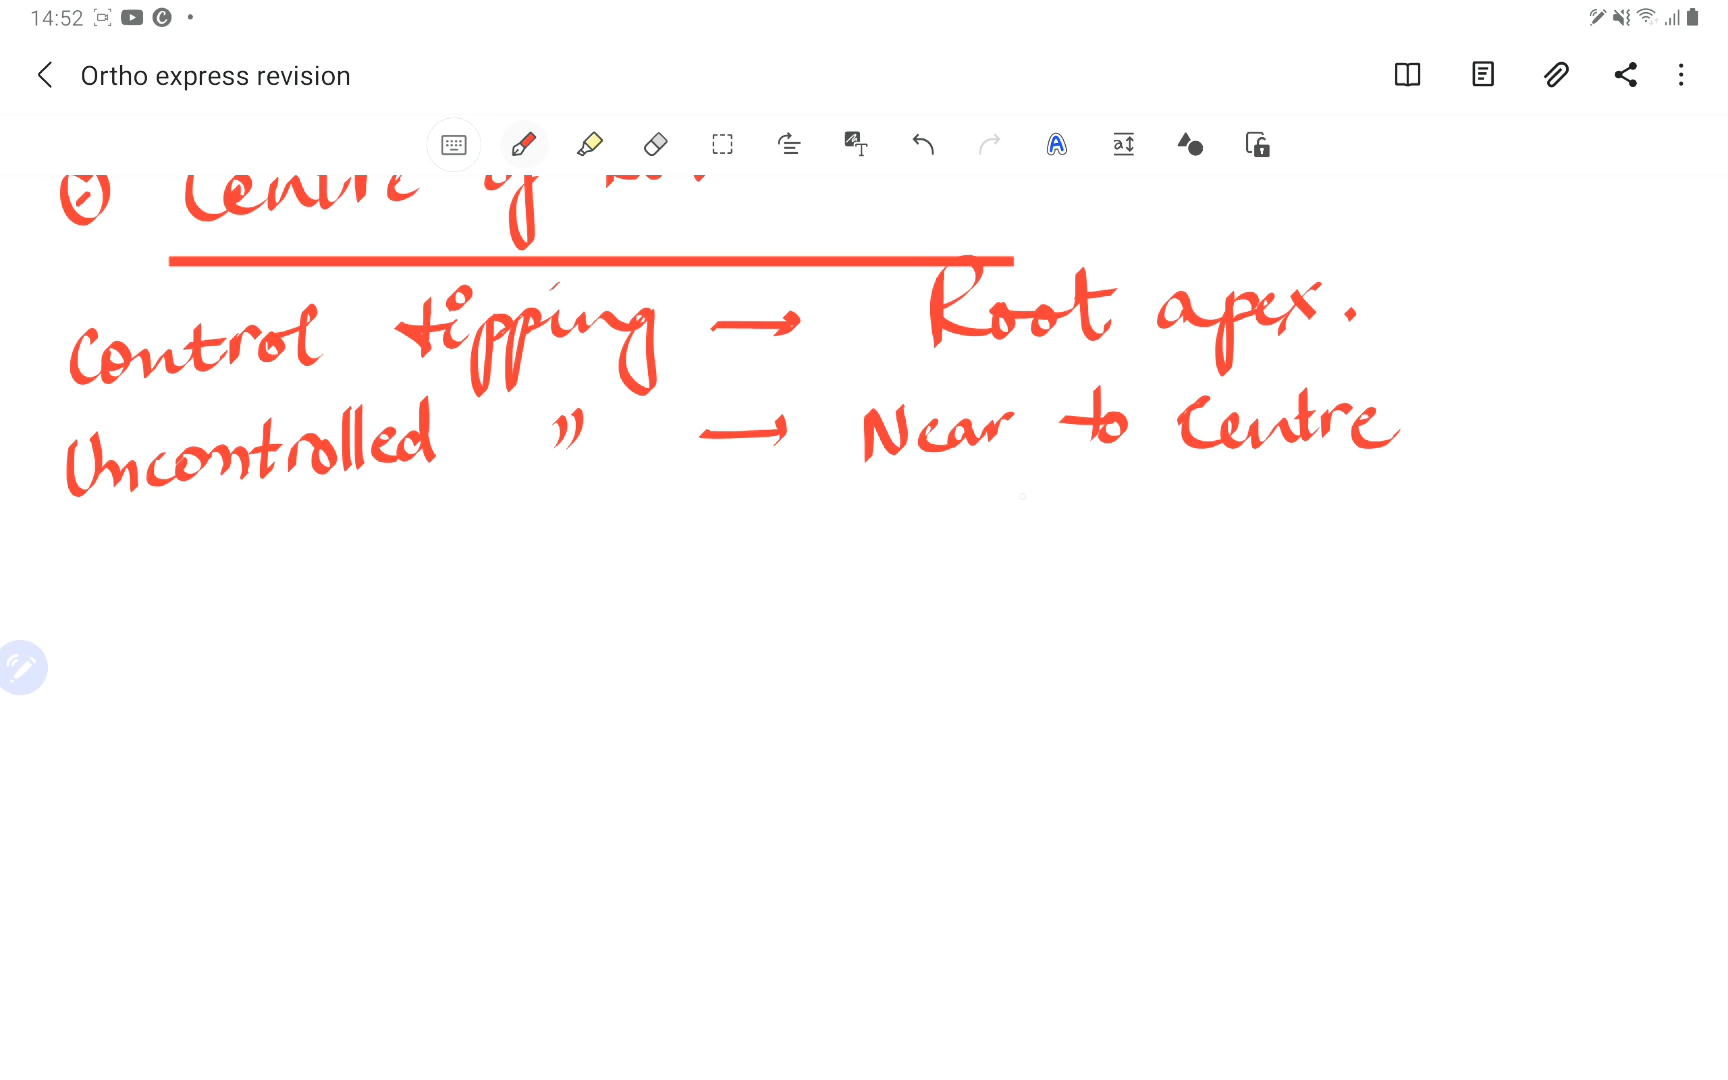 14:52
Ortho express revision
Centre of
Control tipping → Root apex.
Uncontrolled " → Near to Centre